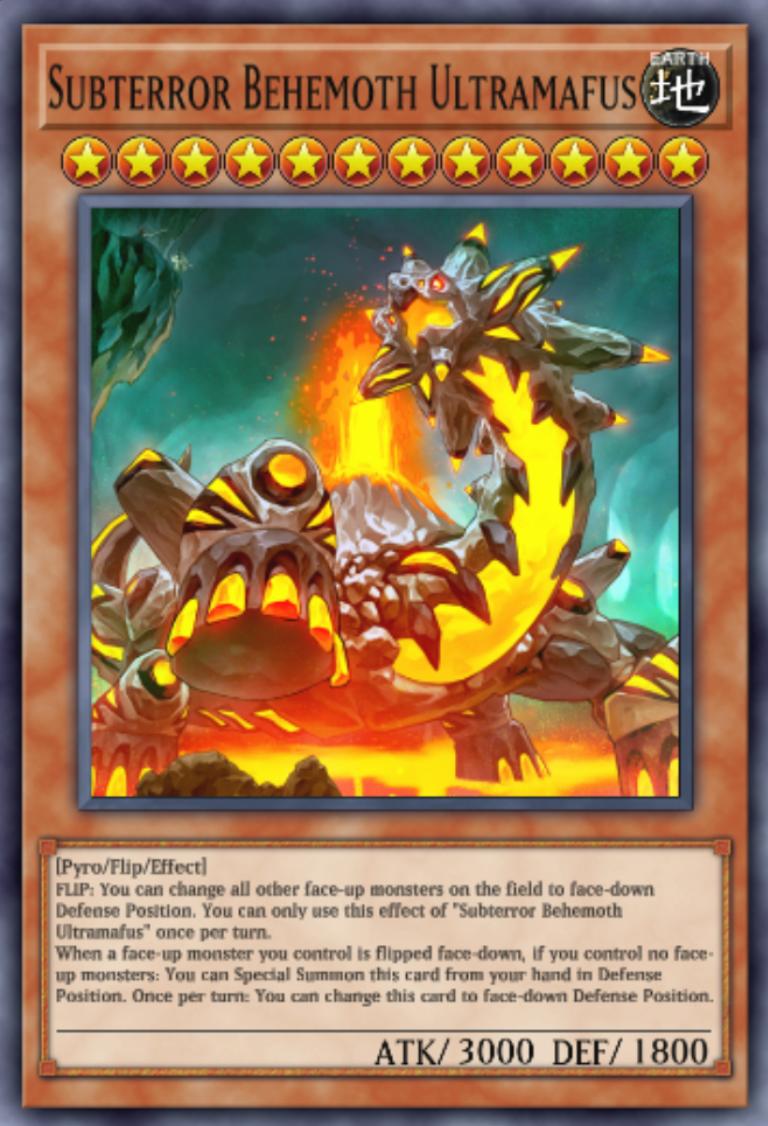 EARTH
SUBTERROR BEHEMOTH ULTRAMAFUS 地
[Pyro/Flip/Effect]
FLIP: You can change all other face-up monsters on the field to face-down
Defense Position. You can only use this effect of "Subterror Behemoth
Ultramafus" once per turn.
When a face-up monster you control is flipped face-down, if you control no face-
up monsters: You can Special Summon this card from your hand in Defense
Position. Once per turn: You can change this card to face-down Defense Position.
ATK/ 3000 DEF/ 1800